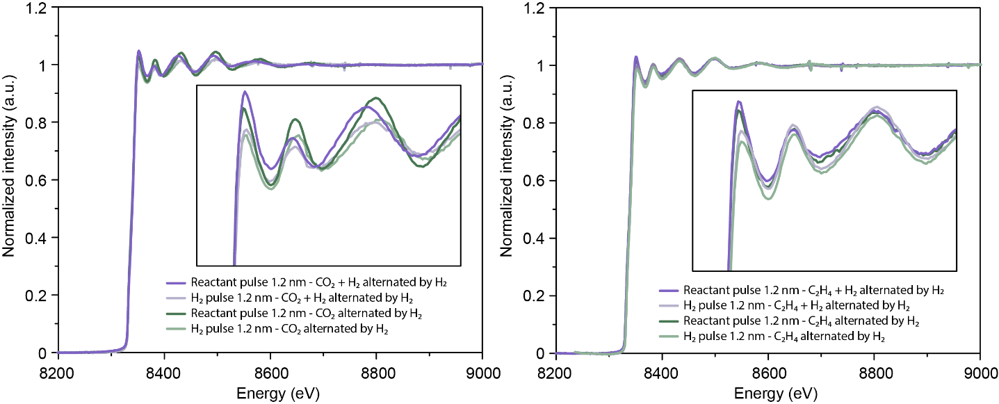 1.2
1
0.8
0.6
0.4
0.2
0
Normalized intensity (a.u.)
Reactant pulse 1.2 nm - CO₂ + H₂ alternated by H₂
H₂ pulse 1.2 nm - CO₂ + H₂ alternated by H₂
Reactant pulse 1.2 nm - CO₂ alternated by H₂
H₂ pulse 1.2 nm - CO₂ alternated by H₂
8200 8400 8600 8800 9000
Energy (eV)
1.2
1
0.8
0.6
0.4
0.2
0
Normalized intensity (a.u.)
Reactant pulse 1.2 nm - C₂H₄ + H₂ alternated by H₂
H₂ pulse 1.2 nm - C₂H₄ + H₂ alternated by H₂
Reactant pulse 1.2 nm - C₂H₄ alternated by H₂
H₂ pulse 1.2 nm - C₂H₄ alternated by H₂
8200 8400 8600 8800 9000
Energy (eV)